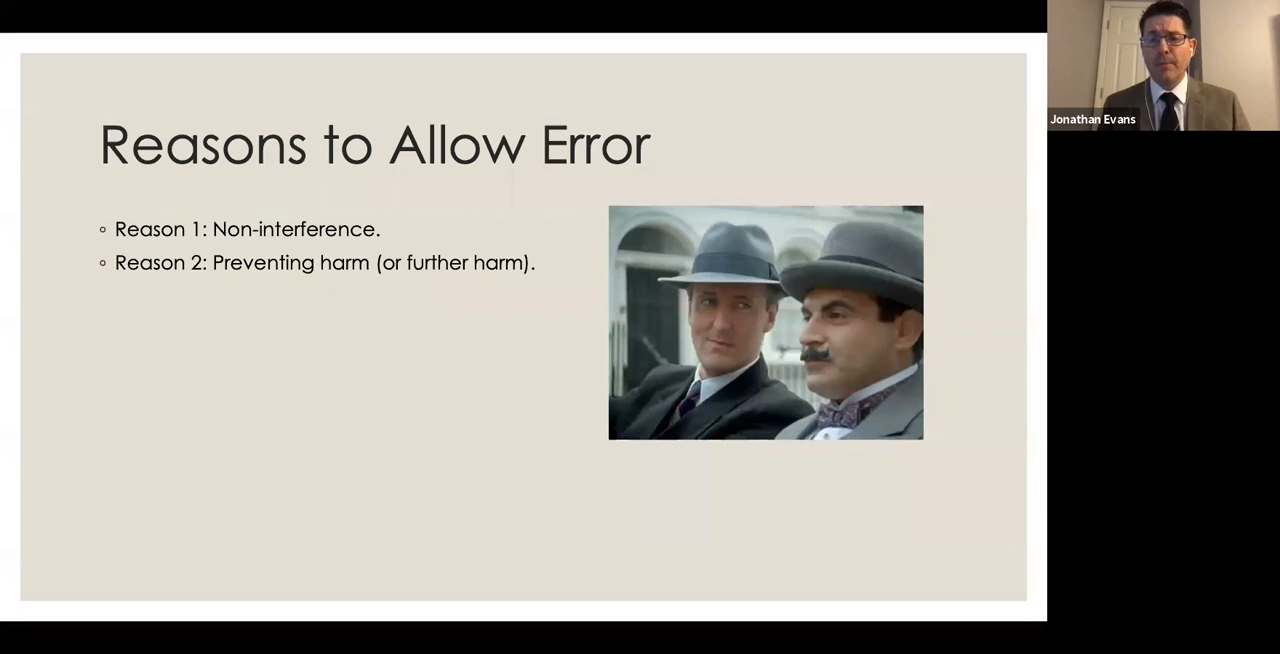 Reasons to Allow Error
Reason 1: Non-interference.
Reason 2: Preventing harm (or further harm).
Jonathan Evans